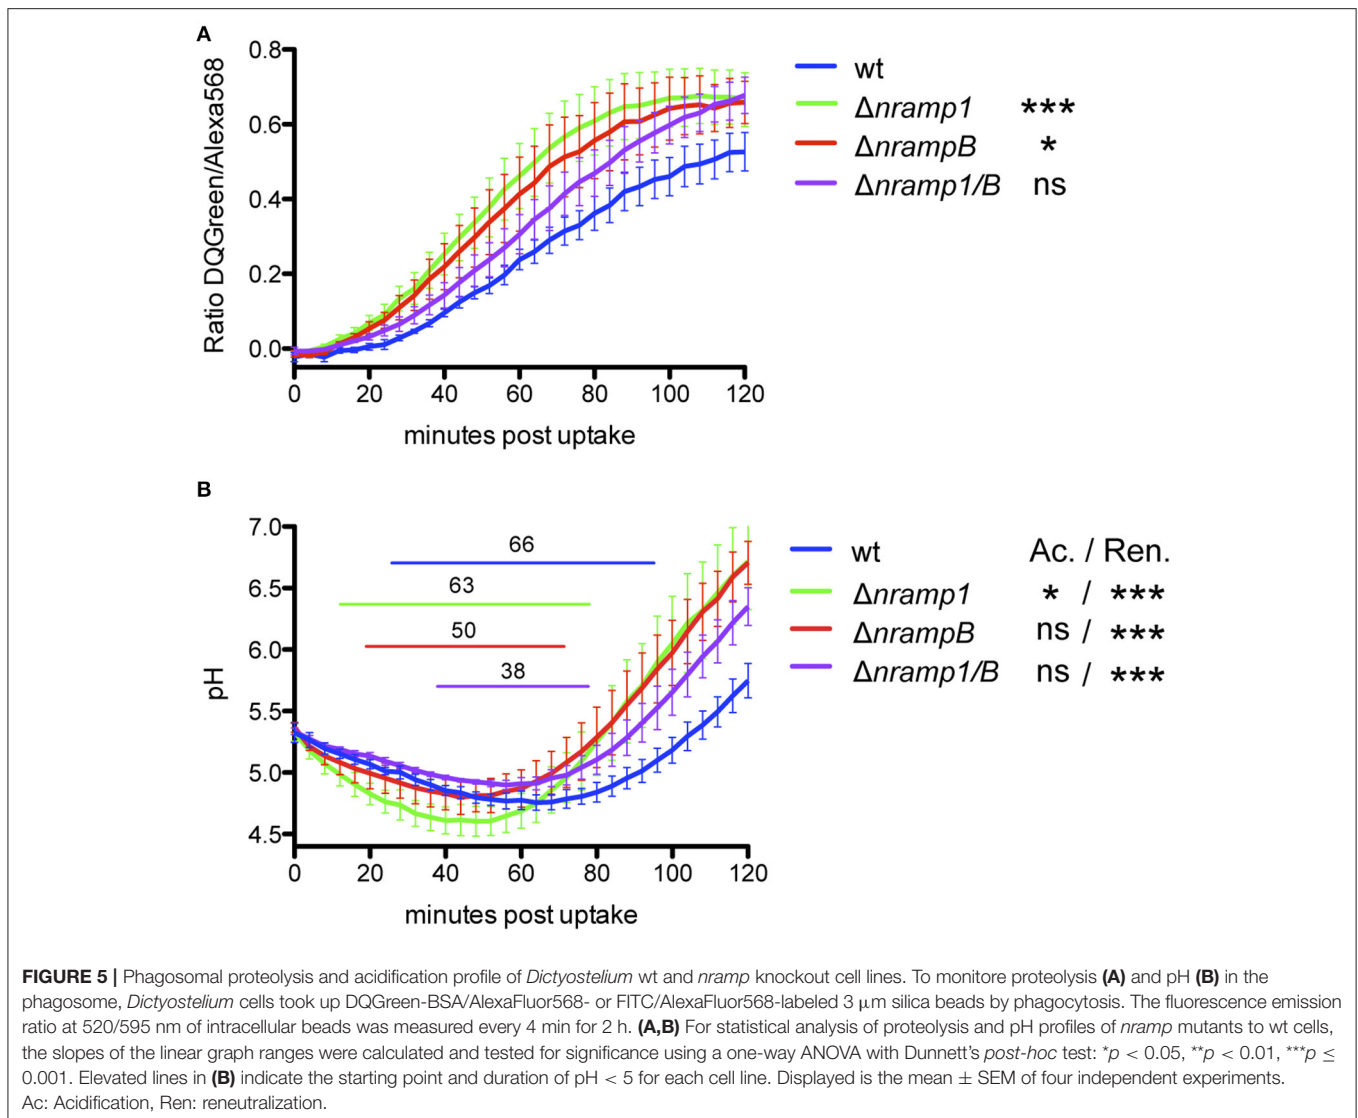 A
0.8
0.6
0.4
0.2
0.0
Ratio DQGreen/Alexa568
0 20 40 60 80 100 120
minutes post uptake
wt
Δnramp1 ***
ΔnrampB *
Δnramp1/B ns
B
7.0
6.5
6.0
5.5
5.0
4.5
pH
66
63
50
38
0 20 40 60 80 100 120
minutes post uptake
wt Ac. / Ren.
Δnramp1 * / ***
ΔnrampB ns / ***
Δnramp1/B ns / ***
FIGURE 5 | Phagosomal proteolysis and acidification profile of Dictyostelium wt and nramp knockout cell lines. To monitore proteolysis (A) and pH (B) in the
phagosome, Dictyostelium cells took up DQGreen-BSA/AlexaFluor568- or FITC/AlexaFluor568-labeled 3 μm silica beads by phagocytosis. The fluorescence emission
ratio at 520/595 nm of intracellular beads was measured every 4 min for 2 h. (A,B) For statistical analysis of proteolysis and pH profiles of nramp mutants to wt cells,
the slopes of the linear graph ranges were calculated and tested for significance using a one-way ANOVA with Dunnett's post-hoc test: *p < 0.05, **p < 0.01, ***p ≤
0.001. Elevated lines in (B) indicate the starting point and duration of pH < 5 for each cell line. Displayed is the mean ± SEM of four independent experiments.
Ac: Acidification, Ren: reneutralization.